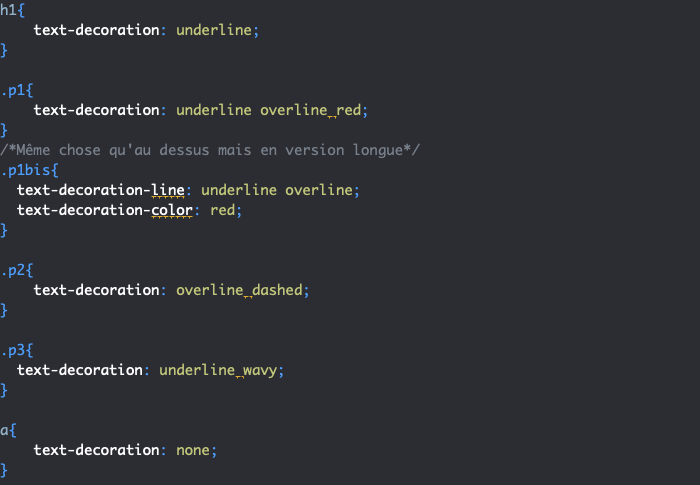 h1{
    text-decoration: underline;
}

.p1{
    text-decoration: underline overline red;
}
/*Même chose qu'au dessus mais en version longue*/
.p1bis{
  text-decoration-line: underline overline;
  text-decoration-color: red;
}

.p2{
    text-decoration: overline dashed;
}

.p3{
  text-decoration: underline wavy;
}

a{
    text-decoration: none;
}